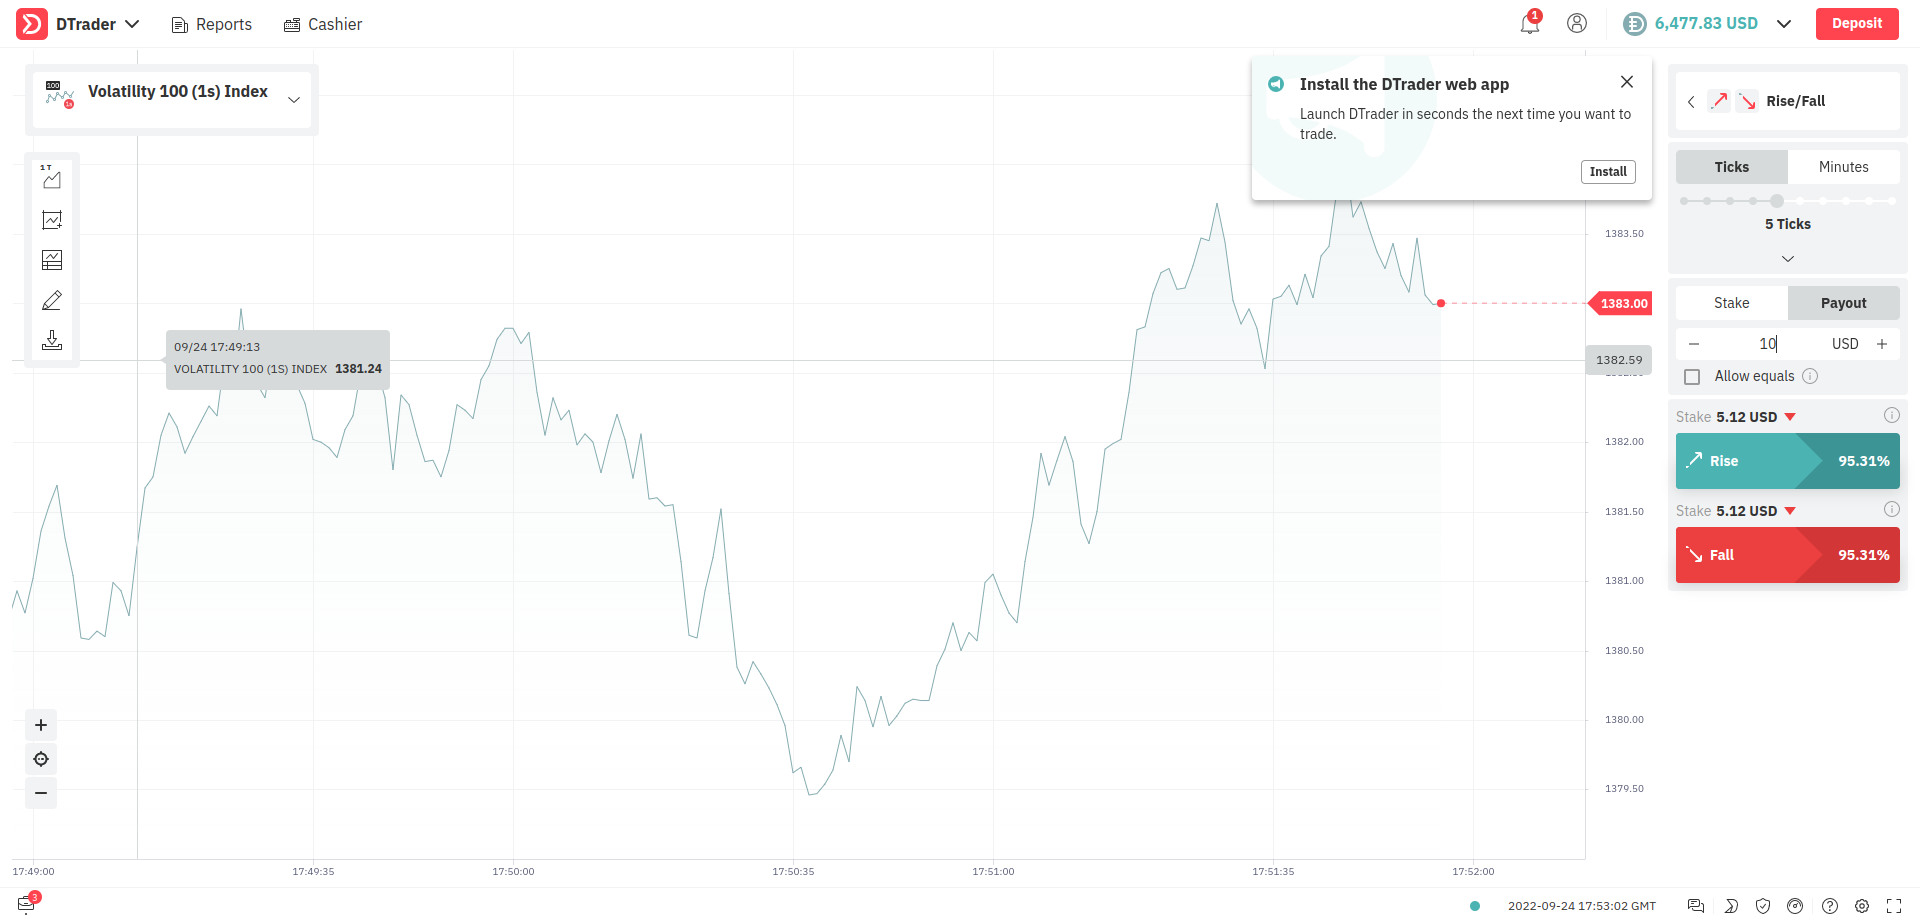 DTrader
Reports
Cashier
1
6,477.83 USD
Deposit
100
1s
Volatility 100 (1s) Index
Install the DTrader web app
Launch DTrader in seconds the next time you want to
trade.
Install
Rise/Fall
1 T
Ticks
Minutes
5 Ticks
Stake
Payout
10
USD
Allow equals
Stake 5.12 USD
Rise
95.31%
Stake 5.12 USD
Fall
95.31%
09/24 17:49:13
VOLATILITY 100 (1S) INDEX 1381.24
1383.50
1383.00
1382.59
1382.00
1381.50
1381.00
1380.50
1380.00
1379.50
17:49:00
17:49:35
17:50:00
17:50:35
17:51:00
17:51:35
17:52:00
3
2022-09-24 17:53:02 GMT